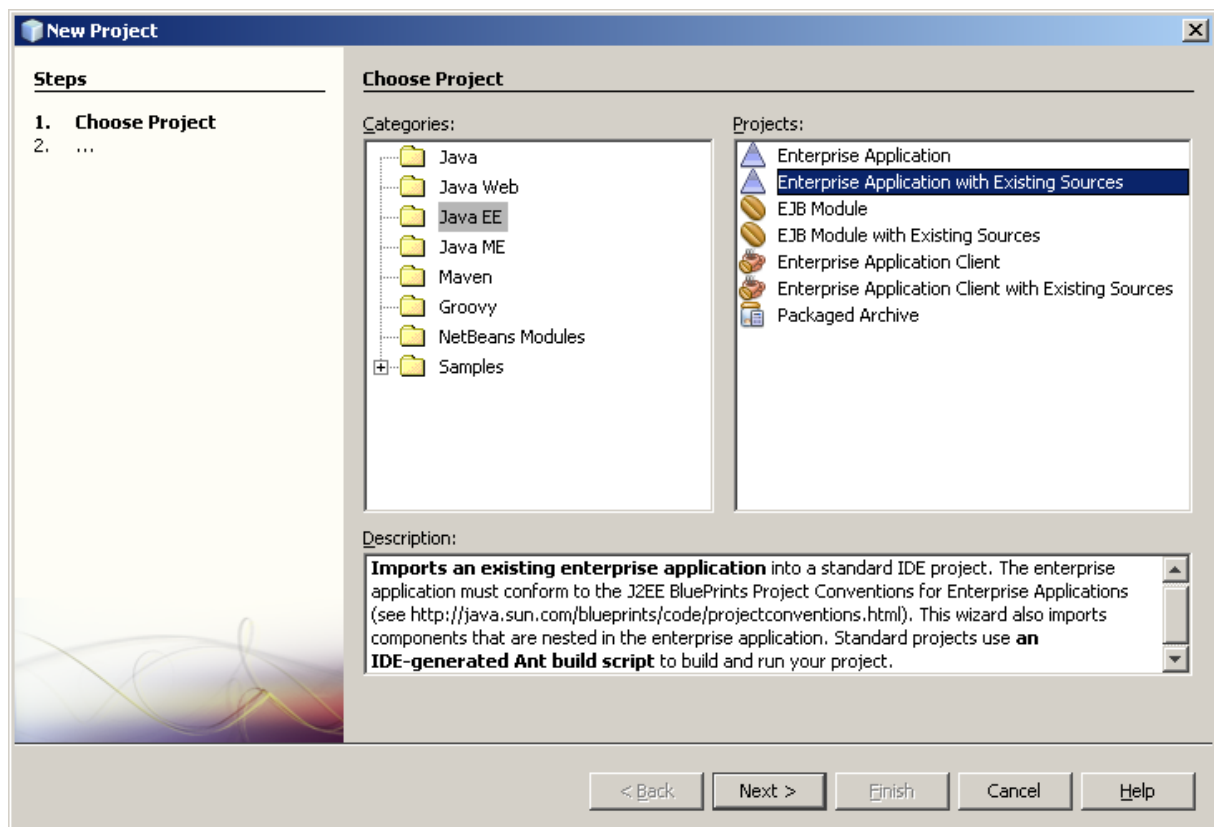 New Project
Steps
1. Choose Project
2. ...
Choose Project
Categories:
Java
Java Web
Java EE
Java ME
Maven
Groovy
NetBeans Modules
Samples
Projects:
Enterprise Application
Enterprise Application with Existing Sources
EJB Module
EJB Module with Existing Sources
Enterprise Application Client
Enterprise Application Client with Existing Sources
Packaged Archive
Description:
Imports an existing enterprise application into a standard IDE project. The enterprise
application must conform to the J2EE BluePrints Project Conventions for Enterprise Applications
(see http://java.sun.com/blueprints/code/projectconventions.html). This wizard also imports
components that are nested in the enterprise application. Standard projects use an
IDE-generated Ant build script to build and run your project.
< Back
Next >
Finish
Cancel
Help